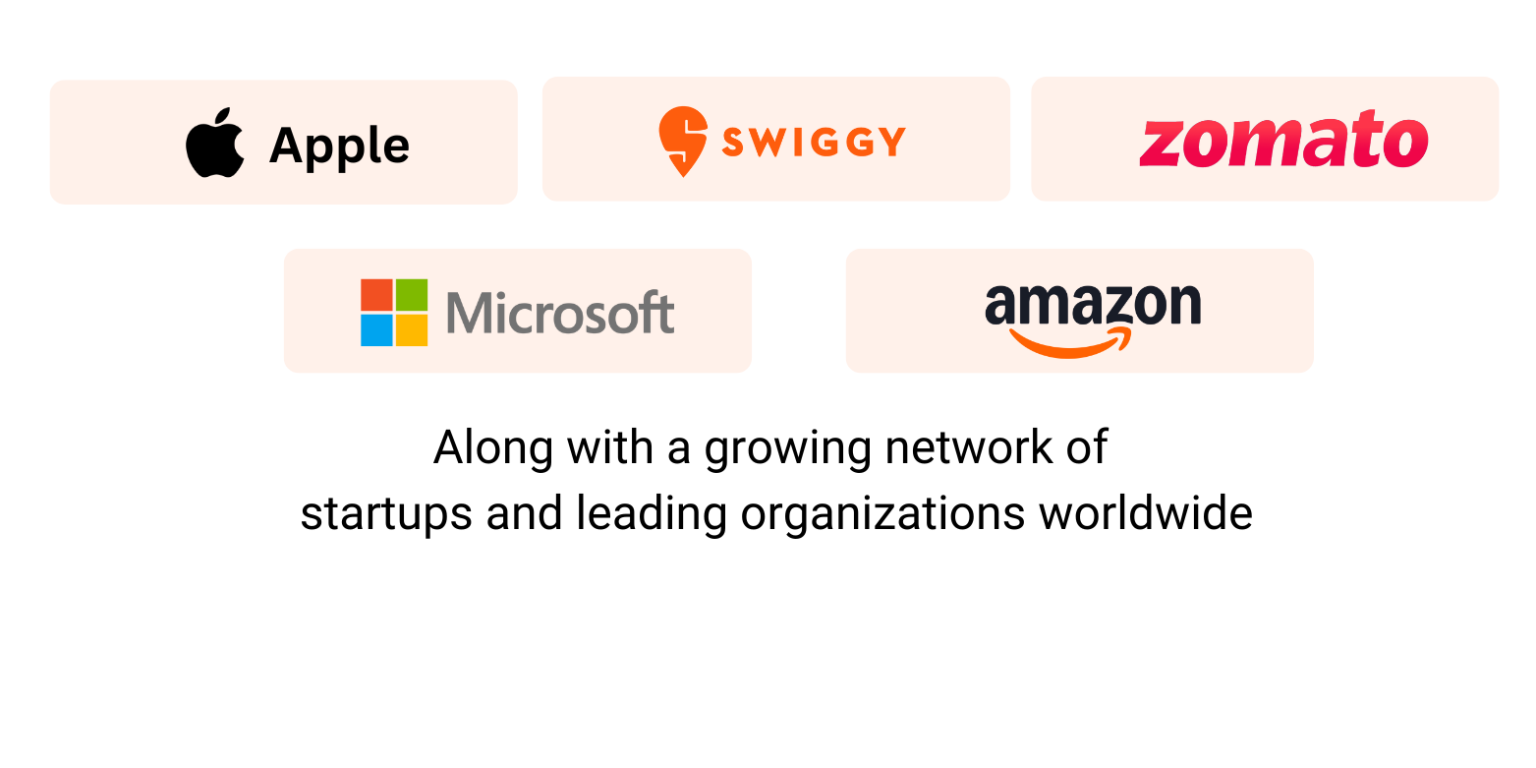 Apple
SWIGGY
zomato
Microsoft
amazon
Along with a growing network of
startups and leading organizations worldwide